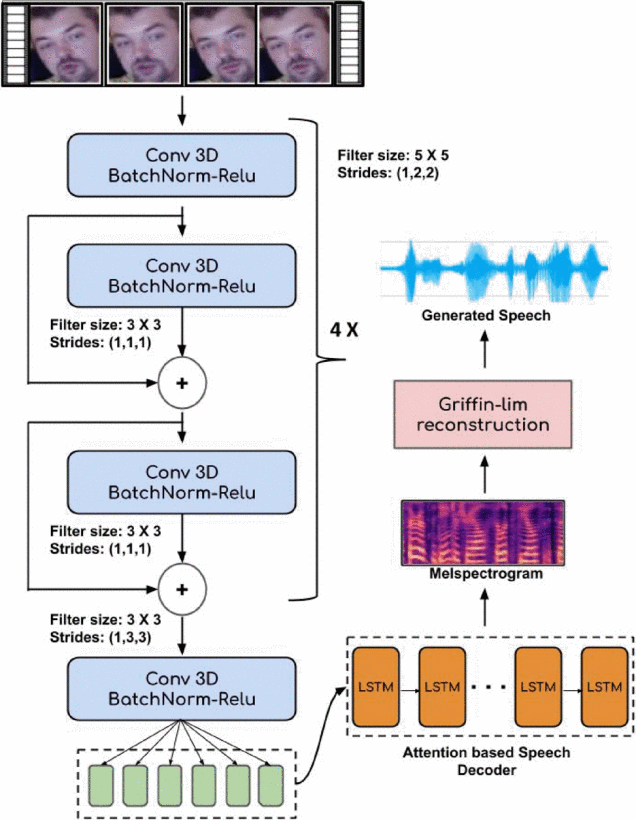 Conv 3D
BatchNorm-Relu
Filter size: 5 X 5
Strides: (1,2,2)
Conv 3D
BatchNorm-Relu
Filter size: 3 X 3
Strides: (1,1,1)
+
4 X
Conv 3D
BatchNorm-Relu
Filter size: 3 X 3
Strides: (1,1,1)
+
Filter size: 3 X 3
Strides: (1,3,3)
Conv 3D
BatchNorm-Relu
LSTM
LSTM
LSTM
LSTM
Attention based Speech
Decoder
Melspectrogram
Griffin-lim
reconstruction
Generated Speech